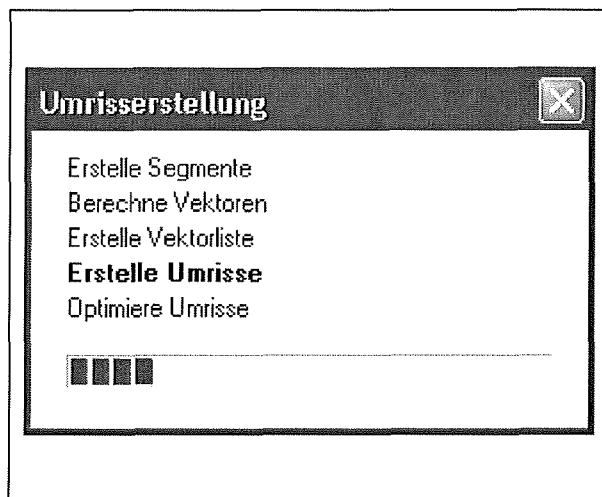 Umrisserstellung
Erstelle Segmente
Berechne Vektoren
Erstelle Vektorliste
Erstelle Umrisse
Optimiere Umrisse